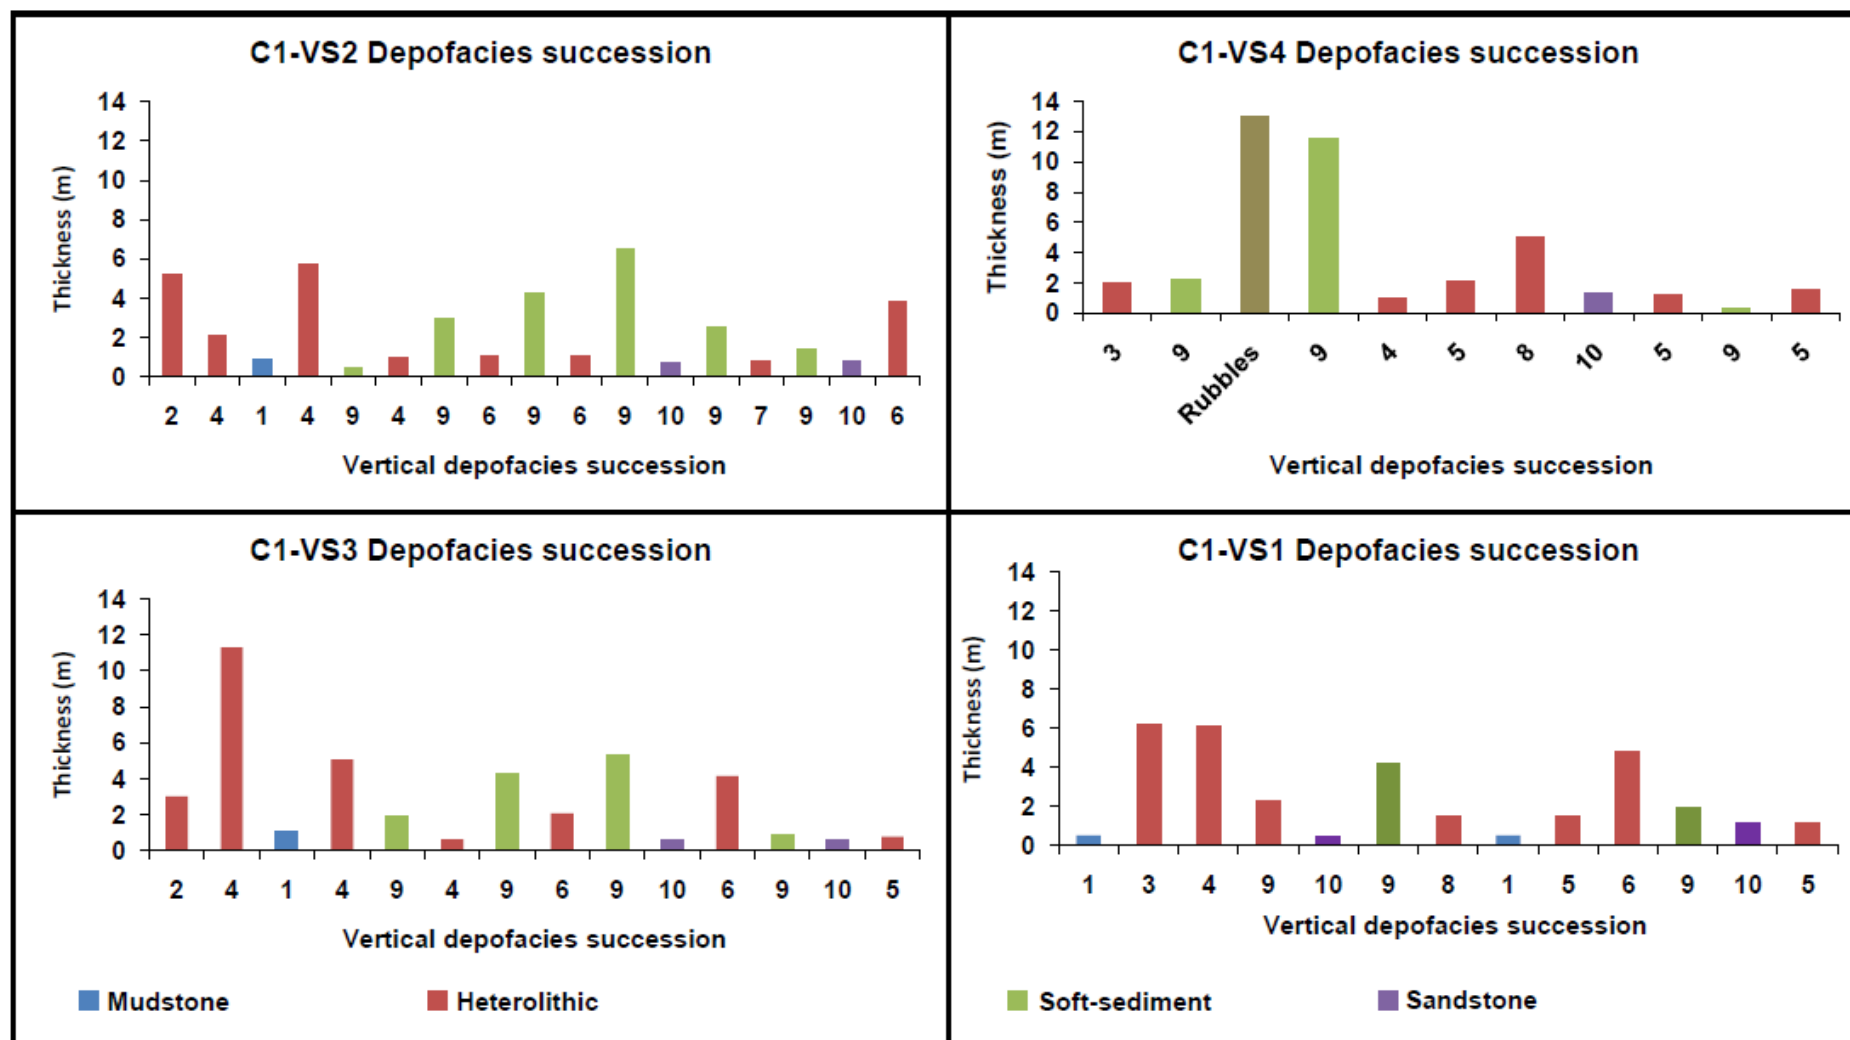 C1-VS2 Depofacies succession
Thickness (m)
14
12
10
8
6
4
2
0
2 4 1 4 9 4 9 6 9 6 9 10 9 7 9 10 6
Vertical depofacies succession
C1-VS4 Depofacies succession
Thickness (m)
14
12
10
8
6
4
2
0
3 9 Rubbles 9 4 5 8 10 5 9 5
Vertical depofacies succession
C1-VS3 Depofacies succession
Thickness (m)
14
12
10
8
6
4
2
0
2 4 1 4 9 4 9 6 9 10 6 9 10 5
Vertical depofacies succession
C1-VS1 Depofacies succession
Thickness (m)
14
12
10
8
6
4
2
0
1 3 4 9 10 9 8 1 5 6 9 10 5
Vertical depofacies succession
Mudstone Heterolithic Soft-sediment Sandstone